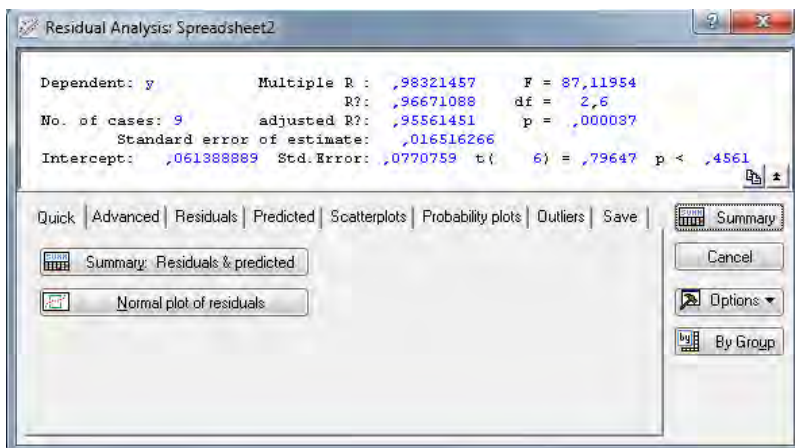 Residual Analysis: Spreadsheet2
Dependent: y Multiple R : ,98321457 F = 87,11954
R?: ,96671088 df = 2,6
No. of cases: 9 adjusted R?: ,95561451 p = ,000037
Standard error of estimate: ,016516266
Intercept: ,061388889 Std.Error: ,0770759 t( 6) = ,79647 p < ,4561
Quick Advanced Residuals Predicted Scatterplots Probability plots Outliers Save
Summary
Summary: Residuals & predicted
Cancel
Normal plot of residuals
Options
By Group